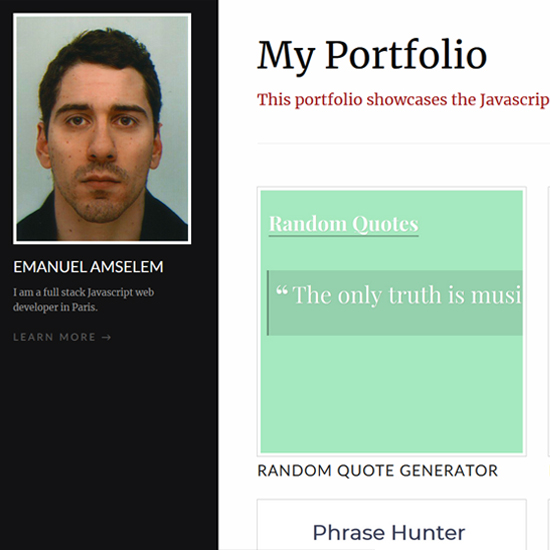 EMANUEL AMSELEM
I am a full stack Javascript web
developer in Paris.
LEARN MORE →
My Portfolio
This portfolio showcases the Javascrip
Random Quotes
“ The only truth is musi
RANDOM QUOTE GENERATOR
Phrase Hunter